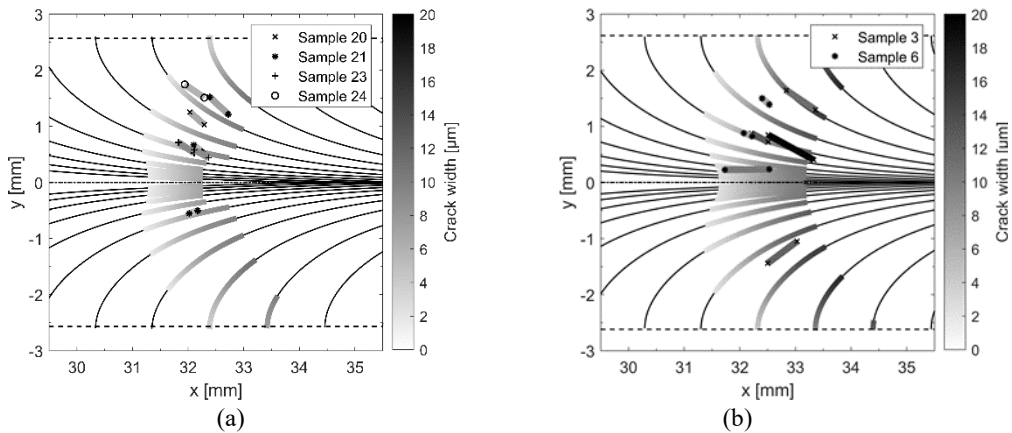 (a)
Sample 20
Sample 21
Sample 23
Sample 24
3
2
1
0
-1
-2
-3
y [mm]
30 31 32 33 34 35
x [mm]
20
18
16
14
12
10
8
6
4
2
0
Crack width [μm]
(a)
(b)
Sample 3
Sample 6
3
2
1
0
-1
-2
-3
y [mm]
30 31 32 33 34 35
x [mm]
20
18
16
14
12
10
8
6
4
2
0
Crack width [um]
(b)